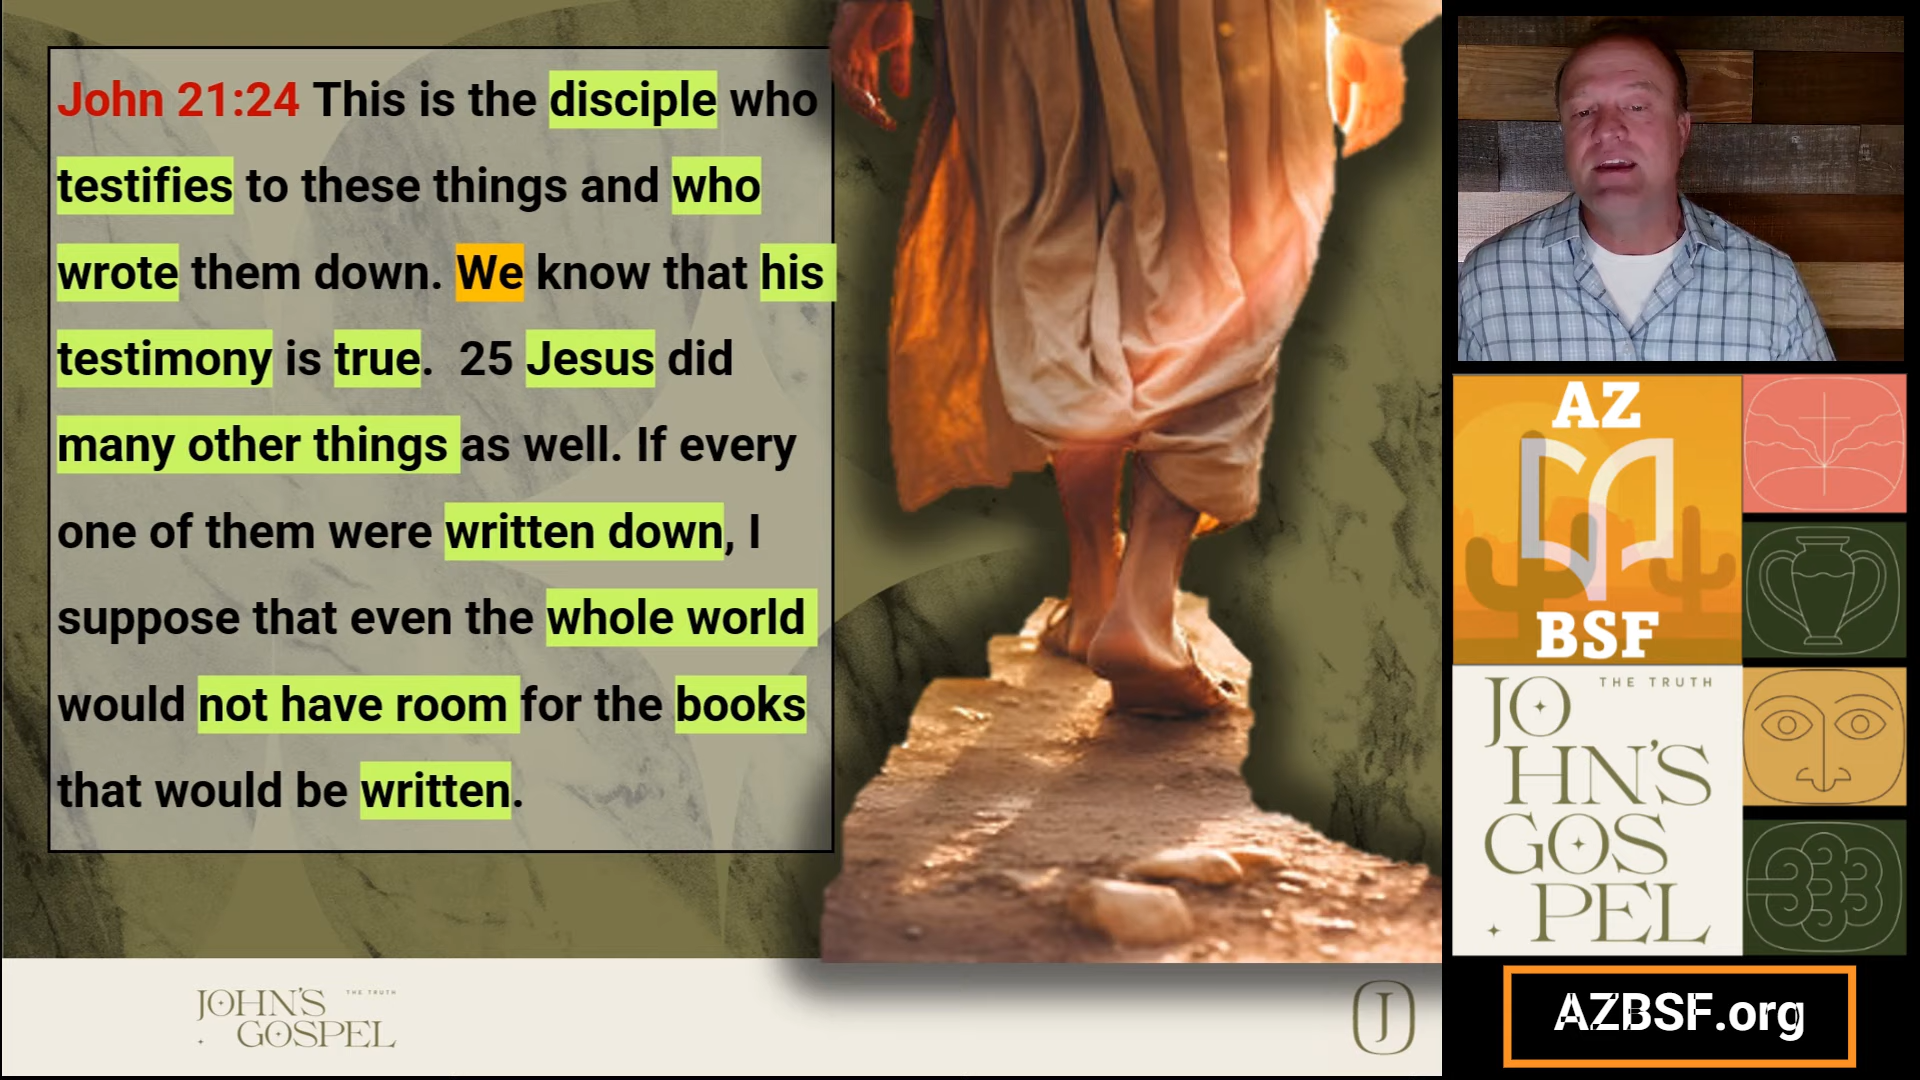 John 21:24 This is the disciple who
testifies to these things and who
wrote them down. We know that his
testimony is true.  25 Jesus did
many other things as well. If every
one of them were written down, I
suppose that even the whole world
would not have room for the books
that would be written.
JOHN'S THE TRUTH
GOSPEL
J
AZ
BSF
JO THE TRUTH
HN'S
GOS
PEL
AZBSF.org